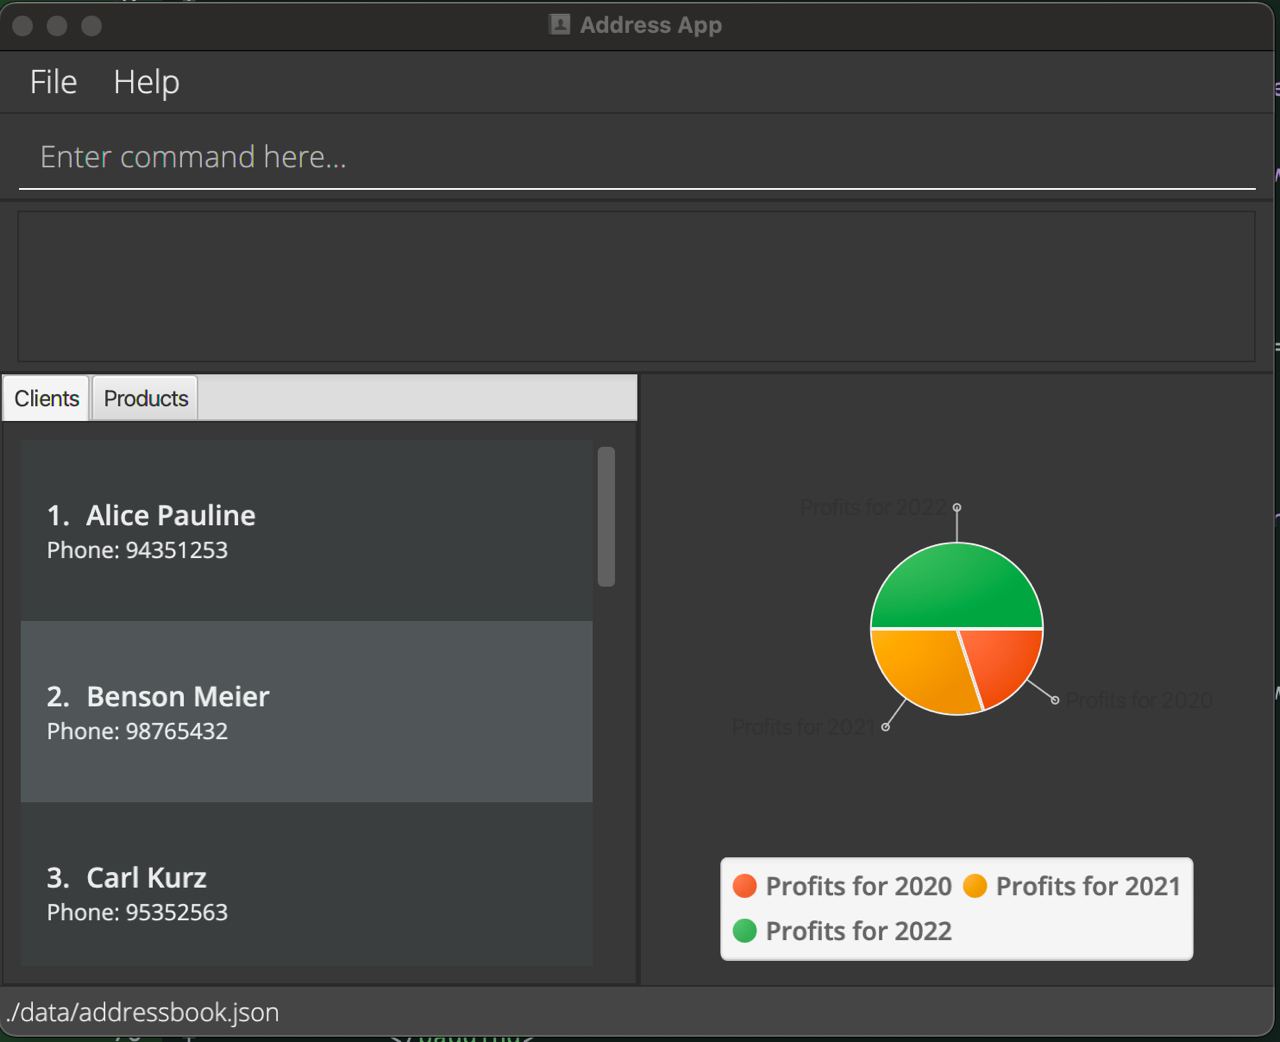 Address App
File Help
Enter command here...
Clients Products
1. Alice Pauline
Phone: 94351253
2. Benson Meier
Phone: 98765432
3. Carl Kurz
Phone: 95352563
Profits for 2022
Profits for 2020
Profits for 2021
Profits for 2020 Profits for 2021
Profits for 2022
./data/addressbook.json